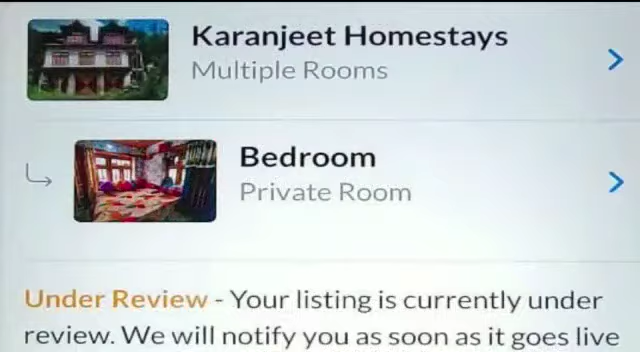 Karanjeet Homestays
Multiple Rooms
Bedroom
Private Room
Under Review - Your listing is currently under
review. We will notify you as soon as it goes live